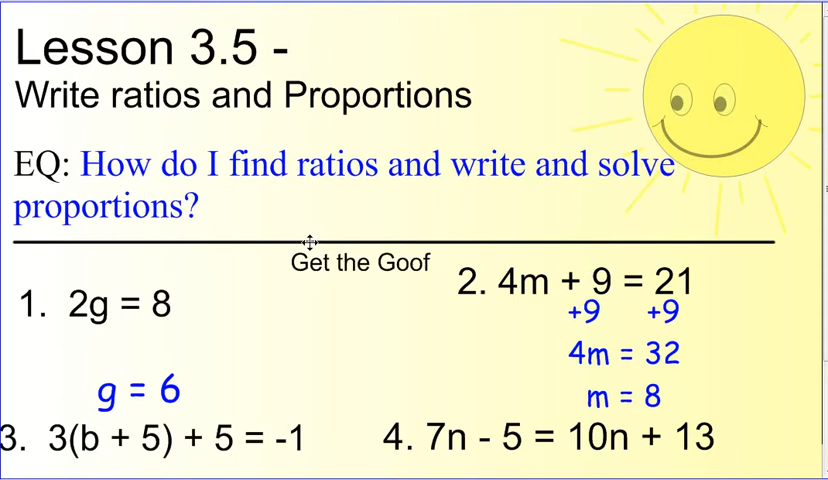 Lesson 3.5 -
Write ratios and Proportions
EQ: How do I find ratios and write and solve
proportions?
Get the Goof
1. 2g = 8
g = 6
2. 4m + 9 = 21
+9 +9
4m = 32
m = 8
3. 3(b + 5) + 5 = -1
4. 7n - 5 = 10n + 13